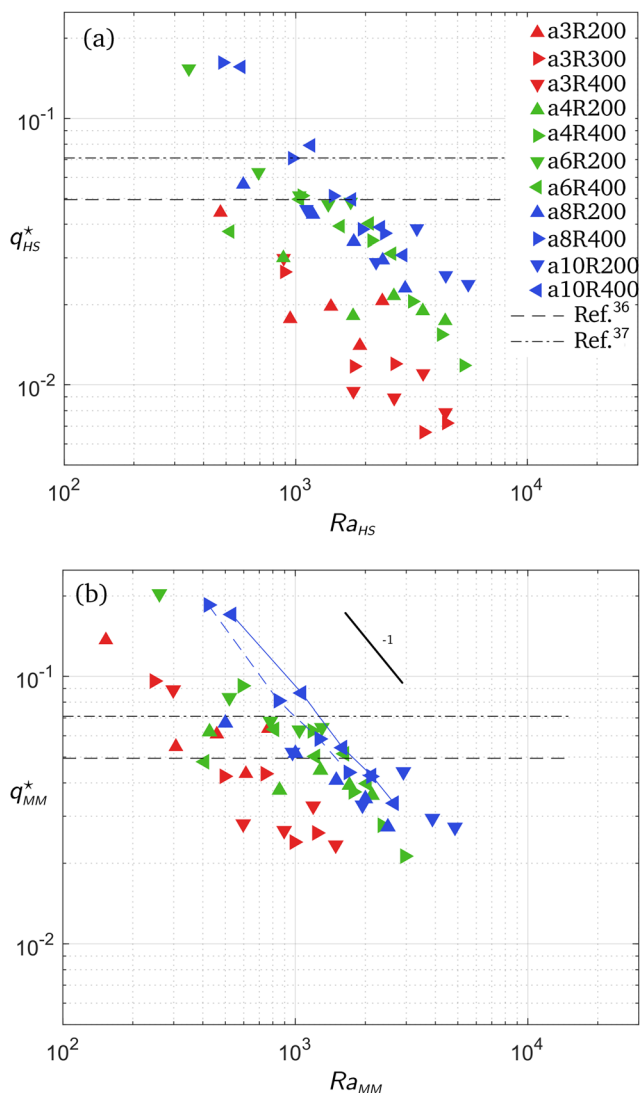 (a)
a3R200
a3R300
a3R400
a4R200
a4R400
a6R200
a6R400
a8R200
a8R400
a10R200
a10R400
Ref.³⁶
Ref.³⁷
10⁻¹
q⋆HS
10⁻²
10² 10³ 10⁴
RaHS
(b)
-1
10⁻¹
q⋆MM
10⁻²
10² 10³ 10⁴
RaMM